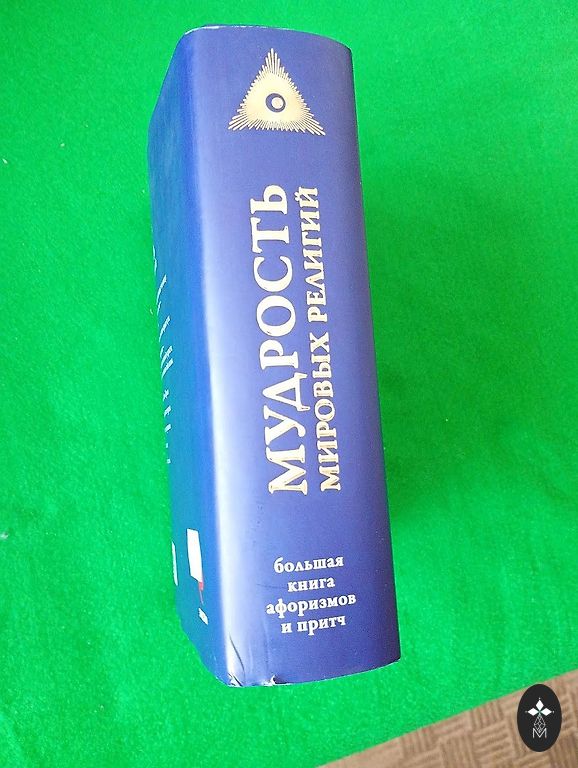 МУДРОСТЬ
МИРОВЫХ РЕЛИГИЙ
большая
книга
афоризмов
и притч
M